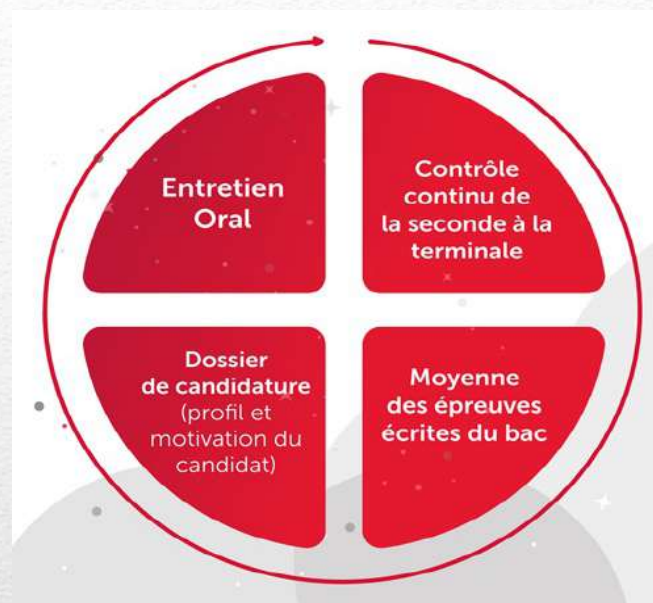 Entretien
Oral
Contrôle
continu de
la seconde à la
terminale
Dossier
de candidature
(profil et
motivation du
candidat)
Moyenne
des épreuves
écrites du bac